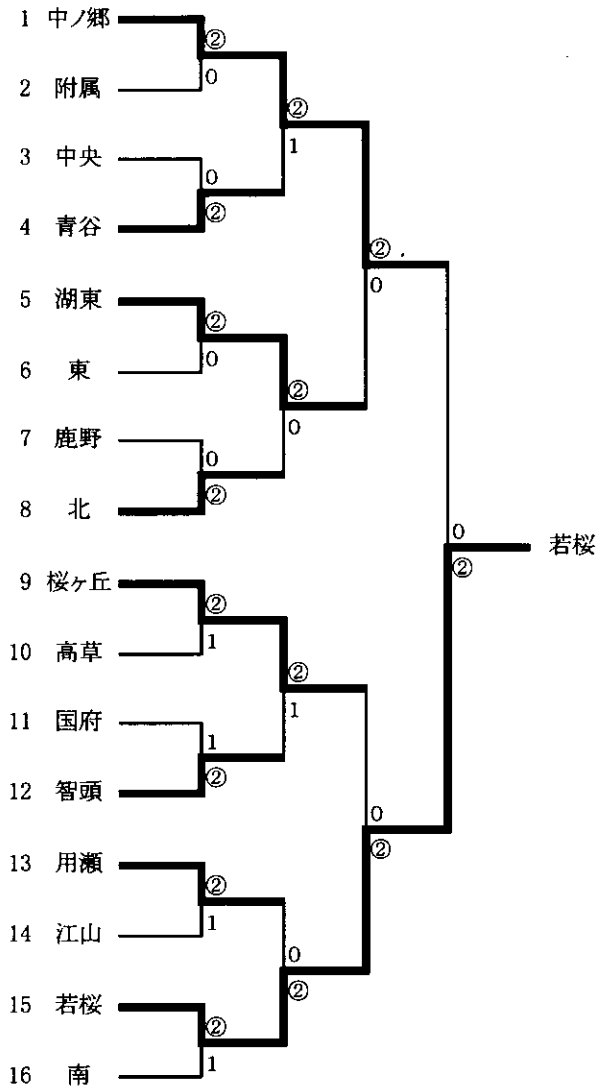 1 中ノ郷
②
0
2 附属
②
1
3 中央
0
②
4 青谷
②
0
5 湖東
②
0
6 東
②
0
7 鹿野
0
②
8 北
0
若桜
②
9 桜ヶ丘
②
1
10 高草
②
1
11 国府
1
②
12 智頭
0
②
13 用瀬
②
1
14 江山
0
②
15 若桜
②
1
16 南